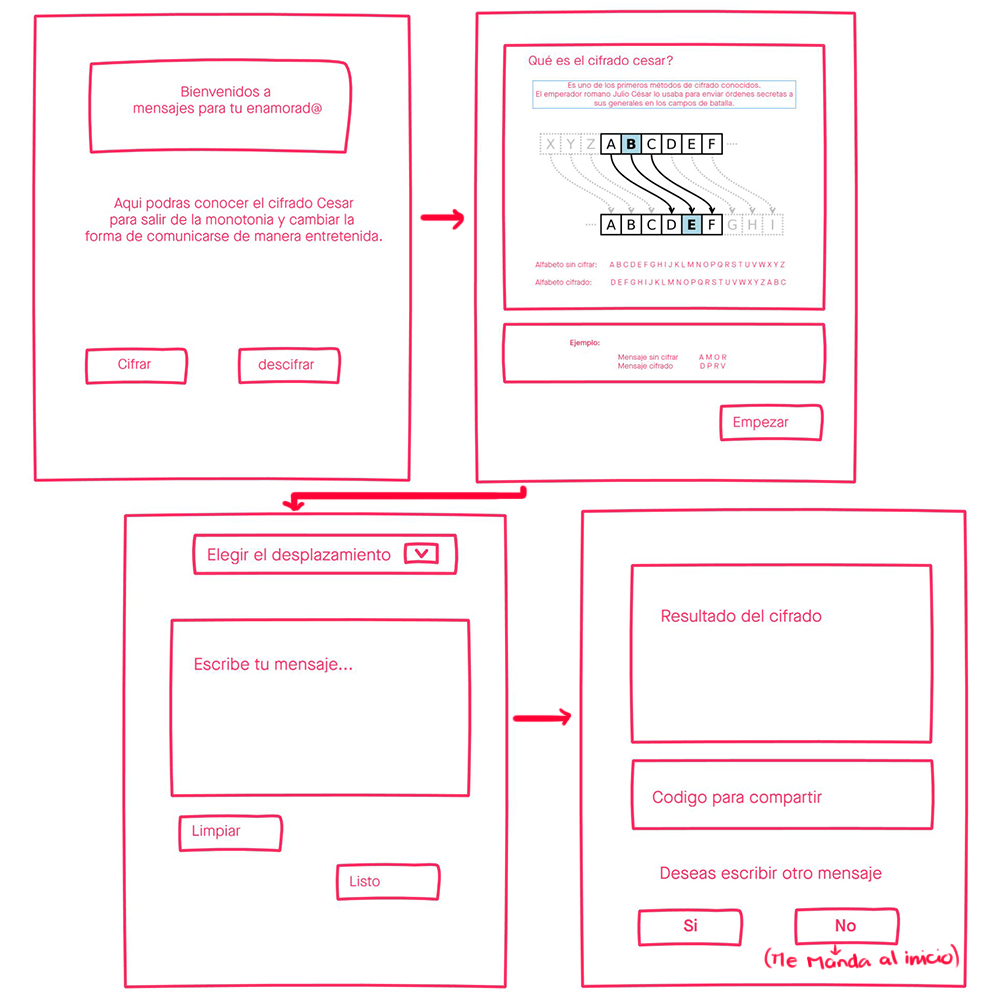 Bienvenidos a
mensajes para tu enamorad@
Aqui podras conocer el cifrado Cesar
para salir de la monotonia y cambiar la
forma de comunicarse de manera entretenida.
Cifrar
descifrar
Qué es el cifrado cesar?
Es uno de los primeros métodos de cifrado conocidos.
El emperador romano Julio César lo usaba para enviar órdenes secretas a
sus generales en los campos de batalla.
X Y Z A B C D E F
A B C D E F G H I
Alfabeto sin cifrar: A B C D E F G H I J K L M N O P Q R S T U V W X Y Z
Alfabeto cifrado: D E F G H I J K L M N O P Q R S T U V W X Y Z A B C
Ejemplo:
Mensaje sin cifrar A M O R
Mensaje cifrado D P R V
Empezar
Elegir el desplazamiento
Escribe tu mensaje...
Limpiar
Listo
Resultado del cifrado
Codigo para compartir
Deseas escribir otro mensaje
Si
No
(Me Manda al inicio)